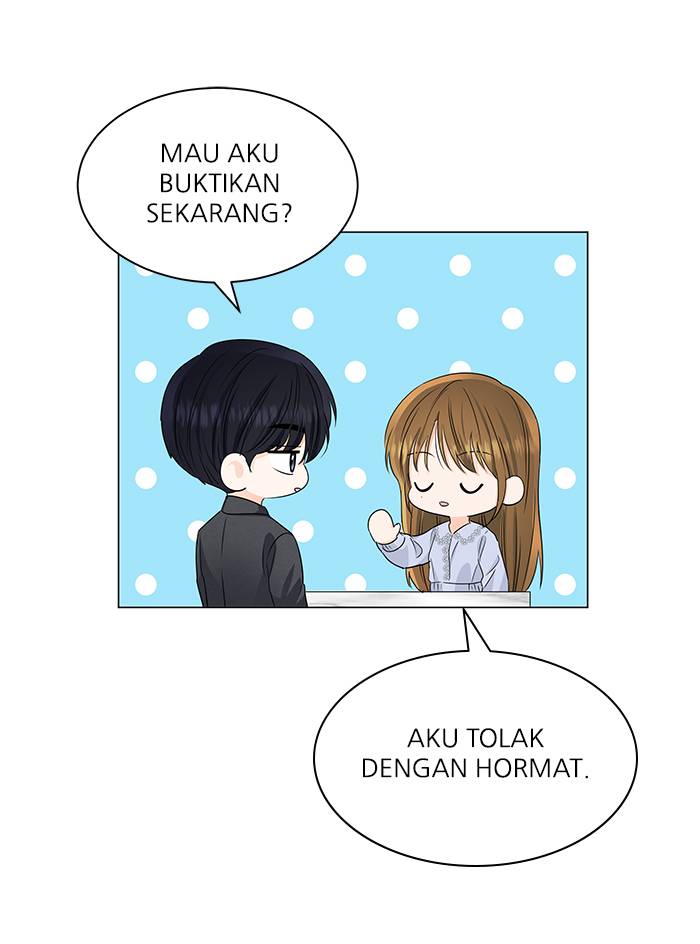 MAU AKU
BUKTIKAN
SEKARANG?
AKU TOLAK
DENGAN HORMAT.